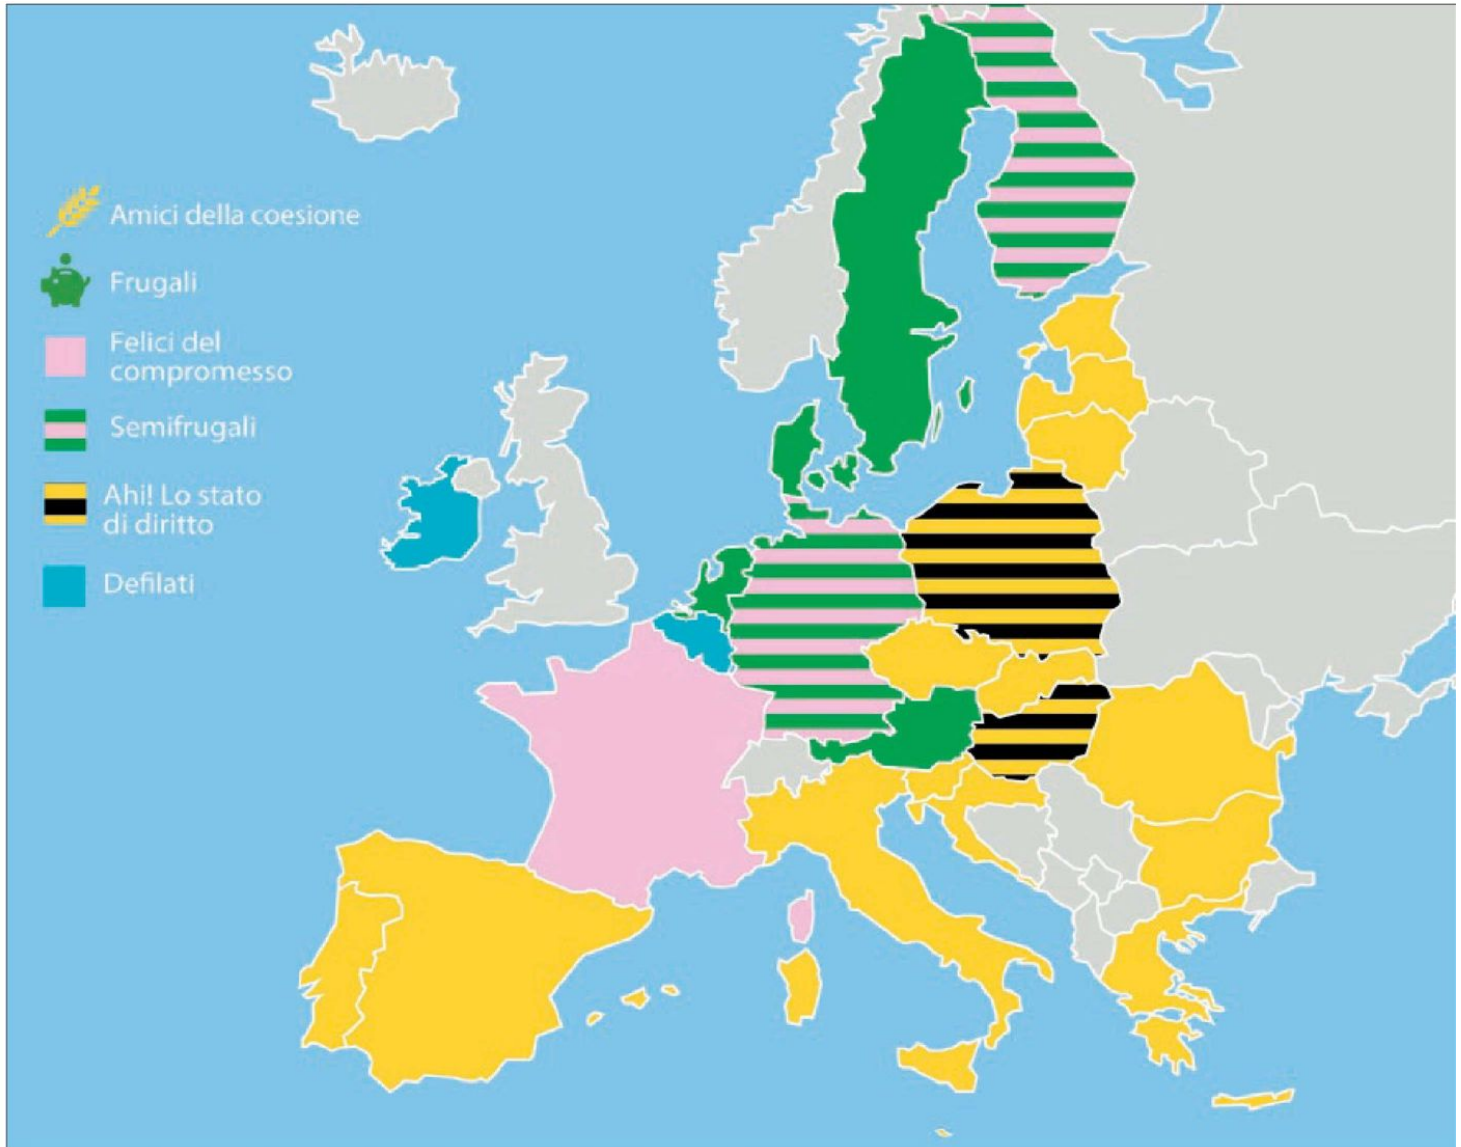 Amici della coesione
Frugali
Felici del
compromesso
Semifrugali
Ahi! Lo stato
di diritto
Defilati